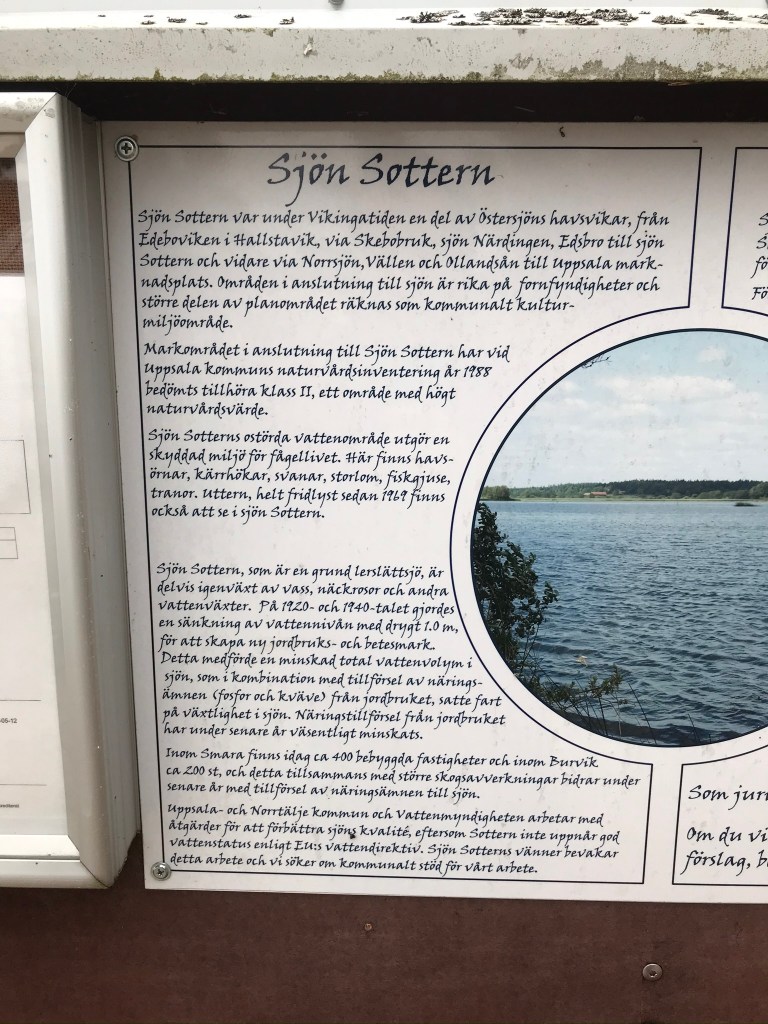 Sjön Sottern
Sjön Sottern var under Vikingatiden en del av Östersjöns havsvikar, från
Edeboviken i Hallstavik, via Skebobruk, sjön Närdingen, Edsbro till sjön
Sottern och vidare via Norrsjön,Vällen och Ollandsån till Uppsala mark-
nadsplats. Områden i anslutning till sjön är rika på fornfyndigheter och
större delen av planområdet räknas som kommunalt kultur-
miljöområde.
Markområdet i anslutning till Sjön Sottern har vid
Uppsala kommuns naturvårdsinventering år 1988
bedömts tillhöra klass II, ett område med högt
naturvårdsvärde.
Sjön Sotterns ostörda vattenområde utgör en
skyddad miljö för fågellivet. Här finns havs-
örnar, kärrhökar, svanar, storlom, fiskgjuse,
tranor. Uttern, helt fridlyst sedan 1969 finns
också att se i sjön Sottern.
Sjön Sottern, som är en grund lerslättsjö, är
delvis igenväxt av vass, näckrosor och andra
vattenväxter. På 1920- och 1940-talet gjordes
en sänkning av vattennivån med drygt 1.0 m,
för att skapa ny jordbruks- och betesmark.
Detta medförde en minskad total vattenvolym i
sjön, som i kombination med tillförsel av närings-
ämnen (fosfor och kväve) från jordbruket, satte fart
på växtlighet i sjön. Näringstillförsel från jordbruket
har under senare år väsentligt minskats.
Inom Smara finns idag ca 400 bebyggda fastigheter och inom Burvik
ca 200 st, och detta tillsammans med större skogsavverkningar bidrar under
senare år med tillförsel av näringsämnen till sjön.
Uppsala- och Norrtälje kommun och Vattenmyndigheten arbetar med
åtgärder för att förbättra sjöns kvalité, eftersom Sottern inte uppnår god
vattenstatus enligt EU:s vattendirektiv. Sjön Sotterns vänner bevakar
detta arbete och vi söker om kommunalt stöd för vårt arbete.
Som
Om du vi
förslag,